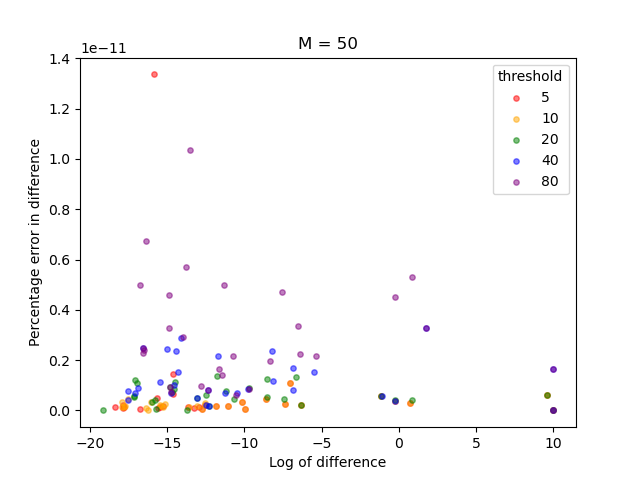 M = 50
1e−11
1.4
1.2
1.0
0.8
0.6
0.4
0.2
0.0
Percentage error in difference
threshold
5
10
20
40
80
−20 −15 −10 −5 0 5 10
Log of difference